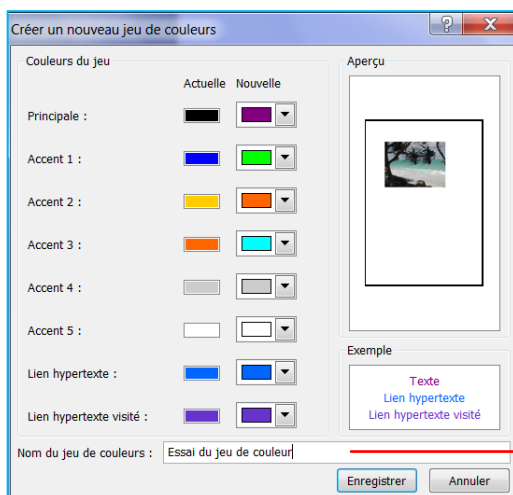 Créer un nouveau jeu de couleurs
?
X
Couleurs du jeu
Actuelle Nouvelle
Principale :
Accent 1 :
Accent 2 :
Accent 3 :
Accent 4 :
Accent 5 :
Lien hypertexte :
Lien hypertexte visité :
Aperçu
Exemple
Texte
Lien hypertexte
Lien hypertexte visité
Nom du jeu de couleurs : Essai du jeu de couleur
Enregistrer Annuler